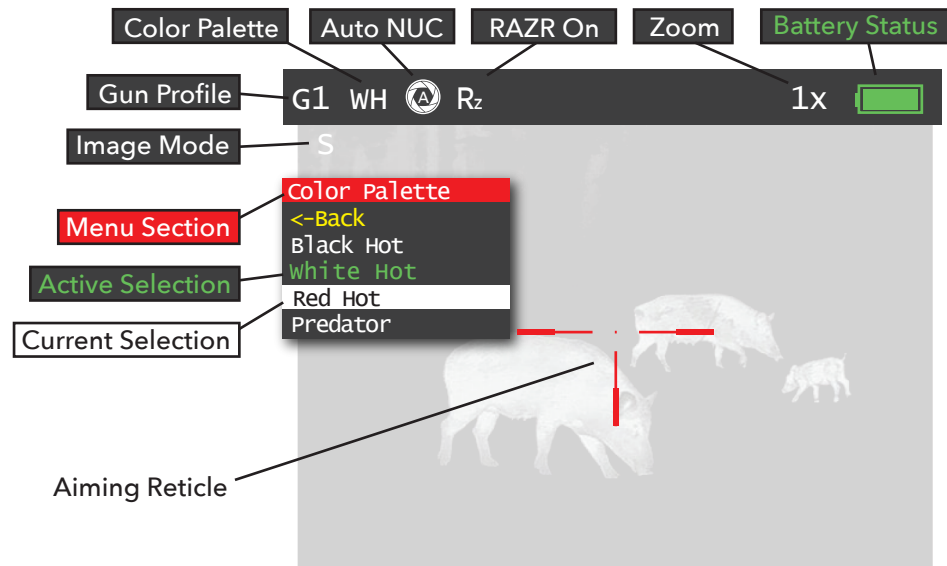 Color Palette
Auto NUC
RAZR On
Zoom
Battery Status
Gun Profile
G1 WH A Rz 1x
Image Mode
S
Menu Section
Color Palette
<-Back
Black Hot
Active Selection
White Hot
Current Selection
Red Hot
Predator
Aiming Reticle